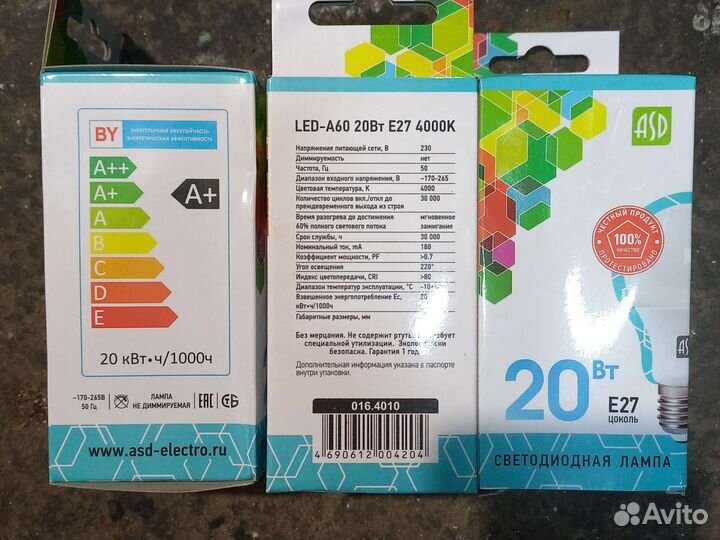 BY
ЭНЕРГЕТЫЧНАЯ ЭФЕКТЫЎНАСЦЬ
ЭНЕРГЕТИЧЕСКАЯ ЭФФЕКТИВНОСТЬ
A++
A+
A
B
C
D
E
A+
20 кВт•ч/1000ч
~170-265В
50 Гц
ЛАМПА
НЕ ДИММИРУЕМАЯ
EAC
www.asd-electro.ru
LED-A60 20Вт E27 4000K
Напряжение питающей сети, В 230
Диммируемость нет
Частота, Гц 50
Диапазон входного напряжения, В ~170-265
Цветовая температура, К 4000
Количество циклов вкл./откл до 30 000
преждевременного выхода из строя
Время разогрева до достижения мгновенное
60% полного светового потока зажигание
Срок службы, ч 30 000
Номинальный ток, mA 180
Коэффициент мощности, PF >0.7
Угол освещения 220°
Индекс цветопередачи, CRI >80
Диапазон температур эксплуатации, °C
Взвешенное энергопотребление Ec, 20
кВт•ч/1000ч
Габаритные размеры, мм
Без мерцания. Не содержит ртуть.
специальной утилизации.
безопасна. Гарантия 1 год
Дополнительная информация указана в паспорте
внутри упаковки.
016.4010
4 690612 004204
ASD
ЧЕСТНЫЙ ПРОДУКТ
100%
КАЧЕСТВО
ПРОТЕСТИРОВАНО
ASD
20 Вт
E27
ЦОКОЛЬ
СВЕТОДИОДНАЯ ЛАМПА
Avito